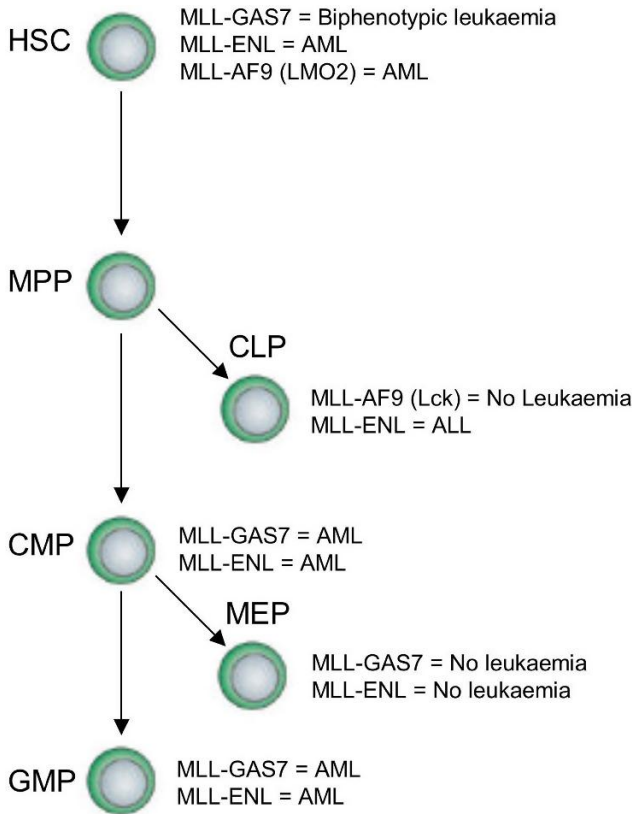 HSC
MLL-GAS7 = Biphenotypic leukaemia
MLL-ENL = AML
MLL-AF9 (LMO2) = AML
MPP
CLP
MLL-AF9 (Lck) = No Leukaemia
MLL-ENL = ALL
CMP
MLL-GAS7 = AML
MLL-ENL = AML
MEP
MLL-GAS7 = No leukaemia
MLL-ENL = No leukaemia
GMP
MLL-GAS7 = AML
MLL-ENL = AML